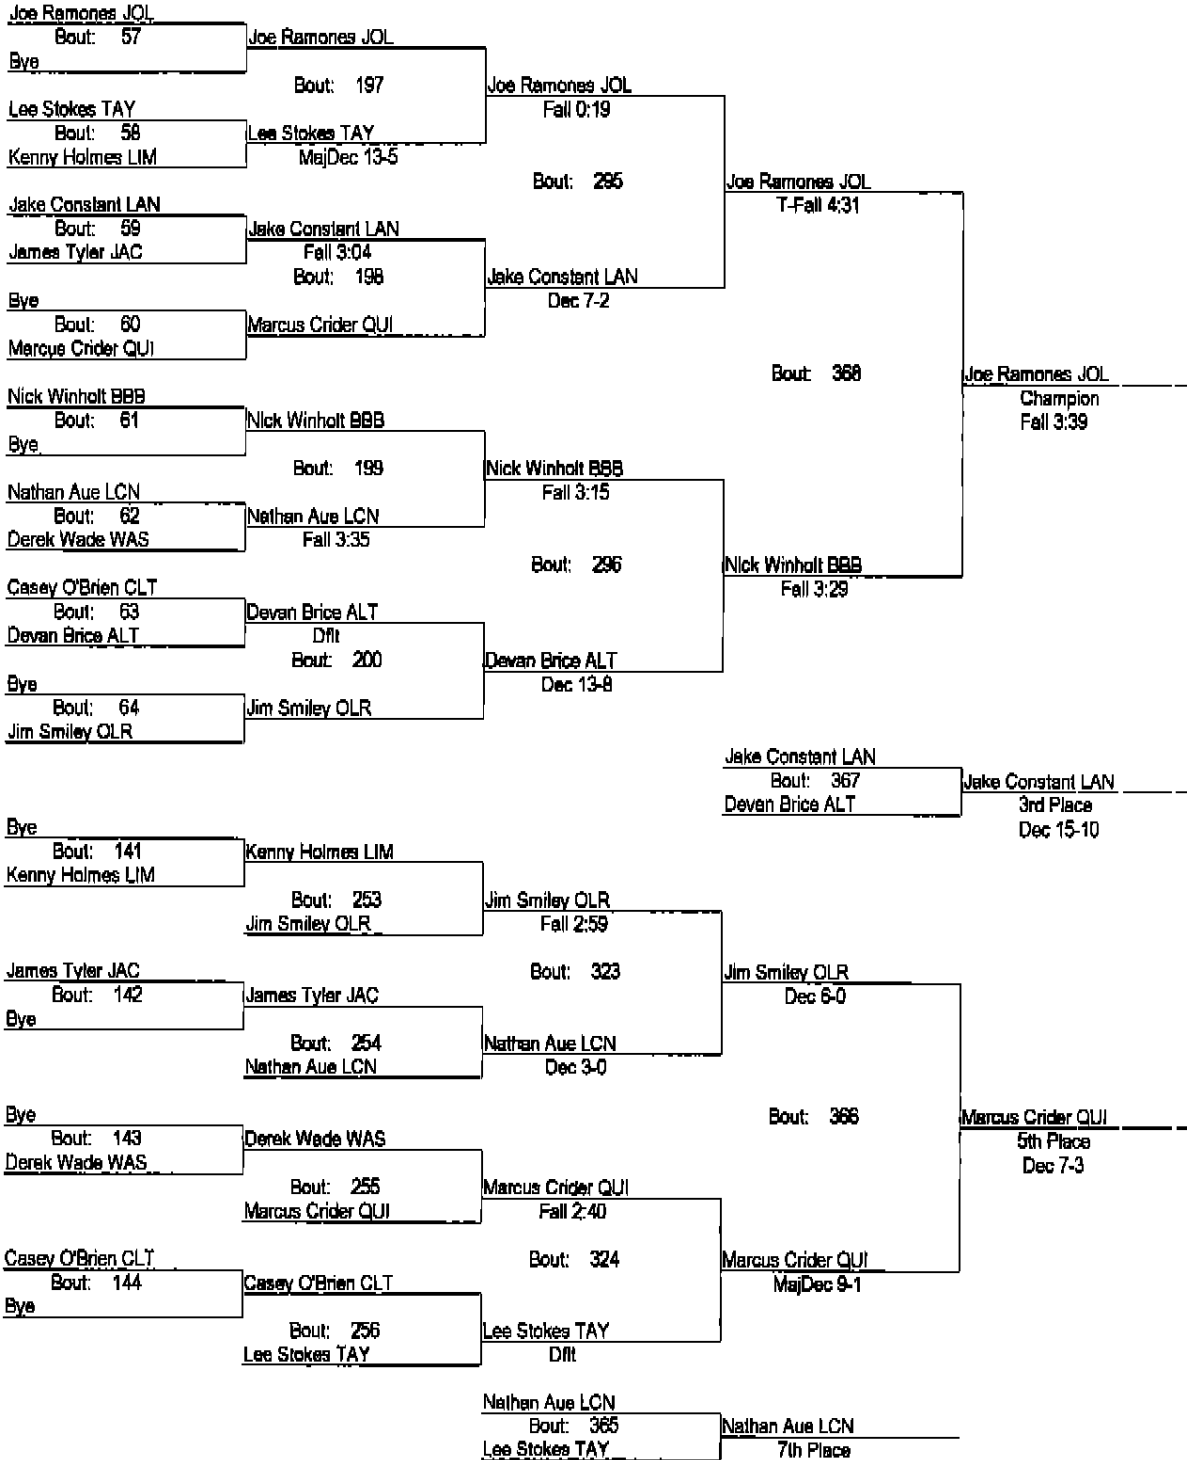 Joe Ramones JOL
Bout: 57
Bye
Joe Ramones JOL
Bout: 197
Lee Stokes TAY
Bout: 58
Kenny Holmes LIM
Lee Stokes TAY
MajDec 13-5
Joe Ramones JOL
Fall 0:19
Bout: 295
Jake Constant LAN
Bout: 59
James Tyler JAC
Jake Constant LAN
Fall 3:04
Bout: 198
Bye
Bout: 60
Marcus Crider QUI
Marcus Crider QUI
Jake Constant LAN
Dec 7-2
Joe Ramones JOL
T-Fall 4:31
Bout: 368
Joe Ramones JOL
Champion
Fall 3:39
Nick Winholt BBB
Bout: 61
Bye
Nick Winholt BBB
Bout: 199
Nathan Aue LCN
Bout: 62
Derek Wade WAS
Nathan Aue LCN
Fall 3:35
Nick Winholt BBB
Fall 3:15
Bout: 296
Nick Winholt BBB
Fall 3:29
Casey O'Brien CLT
Bout: 63
Devan Brice ALT
Devan Brice ALT
Dflt
Bout: 200
Bye
Bout: 64
Jim Smiley OLR
Jim Smiley OLR
Devan Brice ALT
Dec 13-8
Jake Constant LAN
Bout: 367
Devan Brice ALT
Jake Constant LAN
3rd Place
Dec 15-10
Bye
Bout: 141
Kenny Holmes LIM
Kenny Holmes LIM
Bout: 253
Jim Smiley OLR
Jim Smiley OLR
Fall 2:59
Bout: 323
James Tyler JAC
Bout: 142
Bye
James Tyler JAC
Bout: 254
Nathan Aue LCN
Nathan Aue LCN
Dec 3-0
Jim Smiley OLR
Dec 6-0
Bout: 366
Marcus Crider QUI
5th Place
Dec 7-3
Bye
Bout: 143
Derek Wade WAS
Derek Wade WAS
Bout: 255
Marcus Crider QUI
Marcus Crider QUI
Fall 2:40
Bout: 324
Marcus Crider QUI
MajDec 9-1
Casey O'Brien CLT
Bout: 144
Bye
Casey O'Brien CLT
Bout: 256
Lee Stokes TAY
Lee Stokes TAY
Dflt
Nathan Aue LCN
Bout: 365
Lee Stokes TAY
Nathan Aue LCN
7th Place